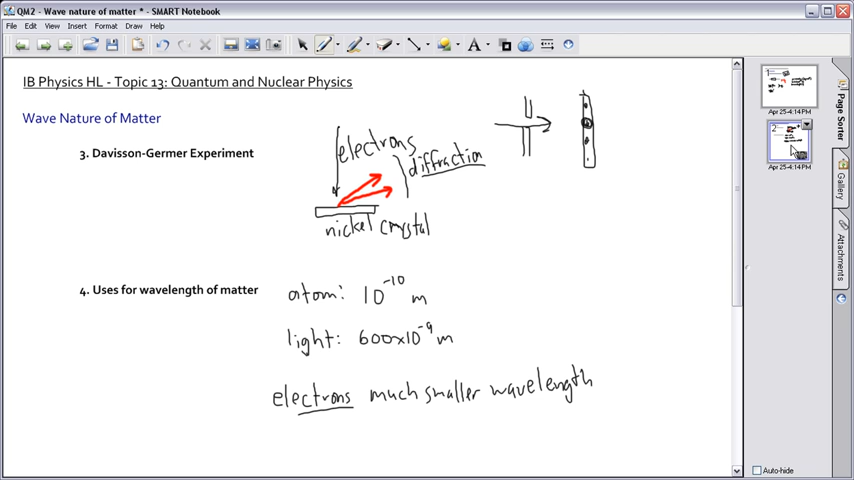 QM2 - Wave nature of matter * - SMART Notebook
File Edit View Insert Format Draw Help
IB Physics HL - Topic 13: Quantum and Nuclear Physics
Wave Nature of Matter
3. Davisson-Germer Experiment
electrons
diffraction
nickel crystal
4. Uses for wavelength of matter
atom: 10⁻¹⁰ m
light: 600x10⁻⁹ m
electrons much smaller wavelength
1
Apr 25-4:14 PM
2
Apr 25-4:14 PM
Page Sorter
Gallery
Attachments
Auto-hide